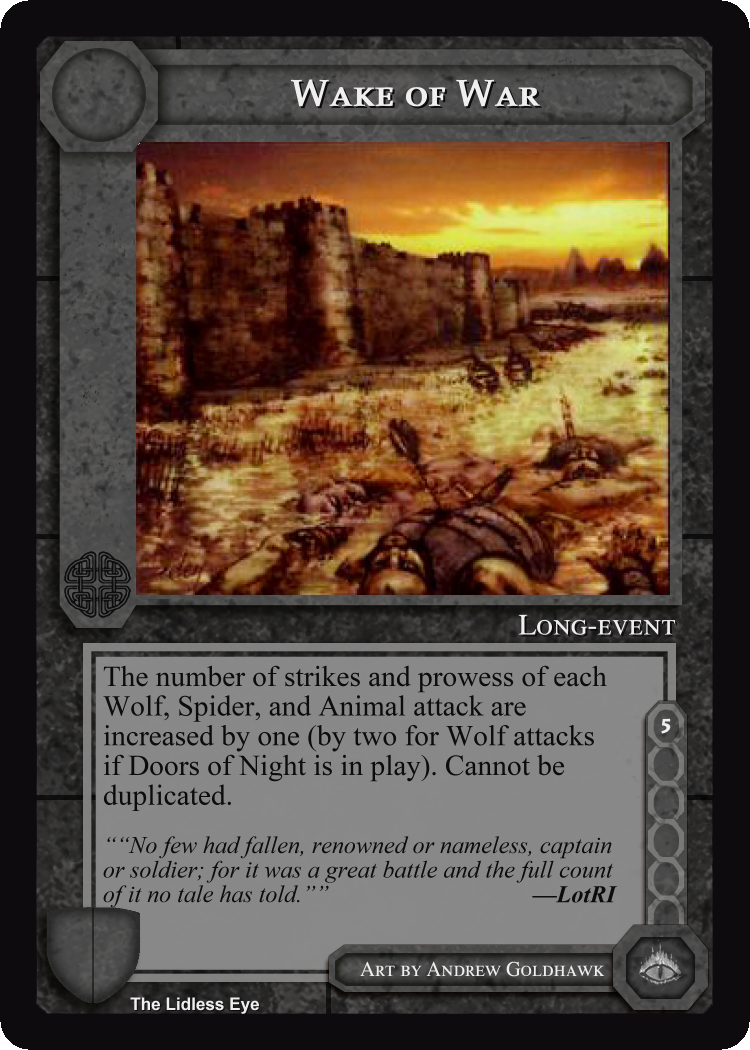 Wake of War
Long-event
The number of strikes and prowess of each
Wolf, Spider, and Animal attack are
increased by one (by two for Wolf attacks
if Doors of Night is in play). Cannot be
duplicated.
5
““No few had fallen, renowned or nameless, captain
or soldier; for it was a great battle and the full count
of it no tale has told.”” —LotRI
Art by Andrew Goldhawk
The Lidless Eye